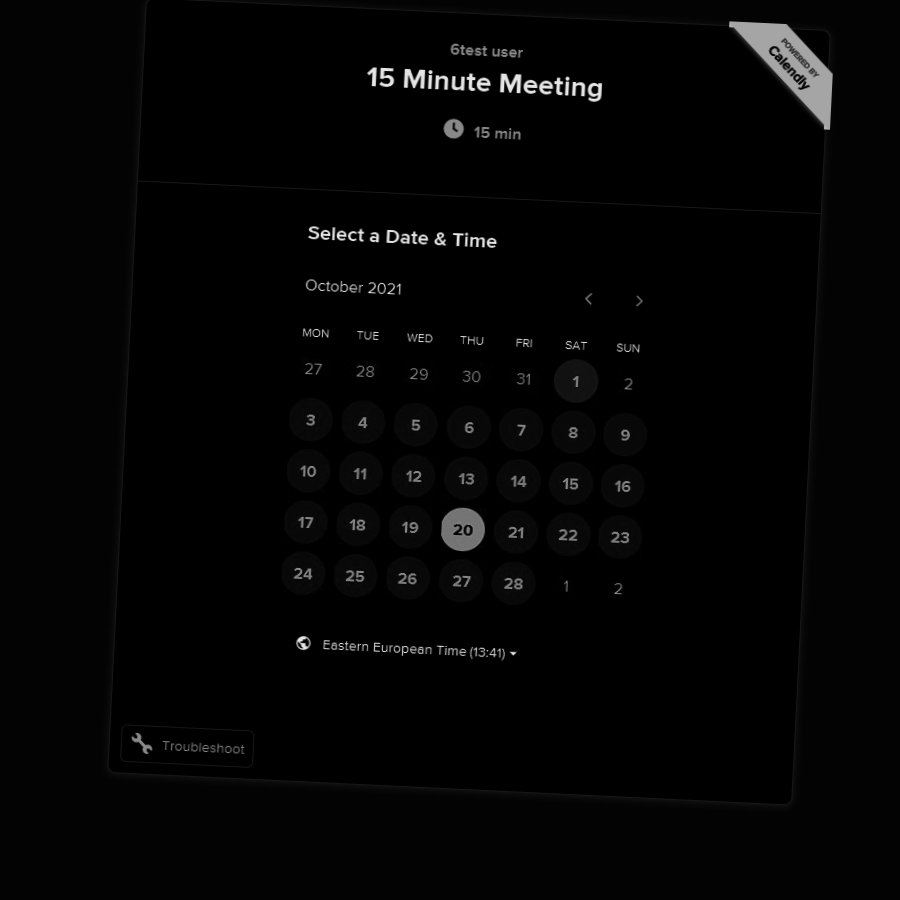 POWERED BY
Calendly
6test user
15 Minute Meeting
15 min
Select a Date & Time
October 2021
MON TUE WED THU FRI SAT SUN
27 28 29 30 31 1 2
3 4 5 6 7 8 9
10 11 12 13 14 15 16
17 18 19 20 21 22 23
24 25 26 27 28 1 2
Eastern European Time (13:41)
Troubleshoot